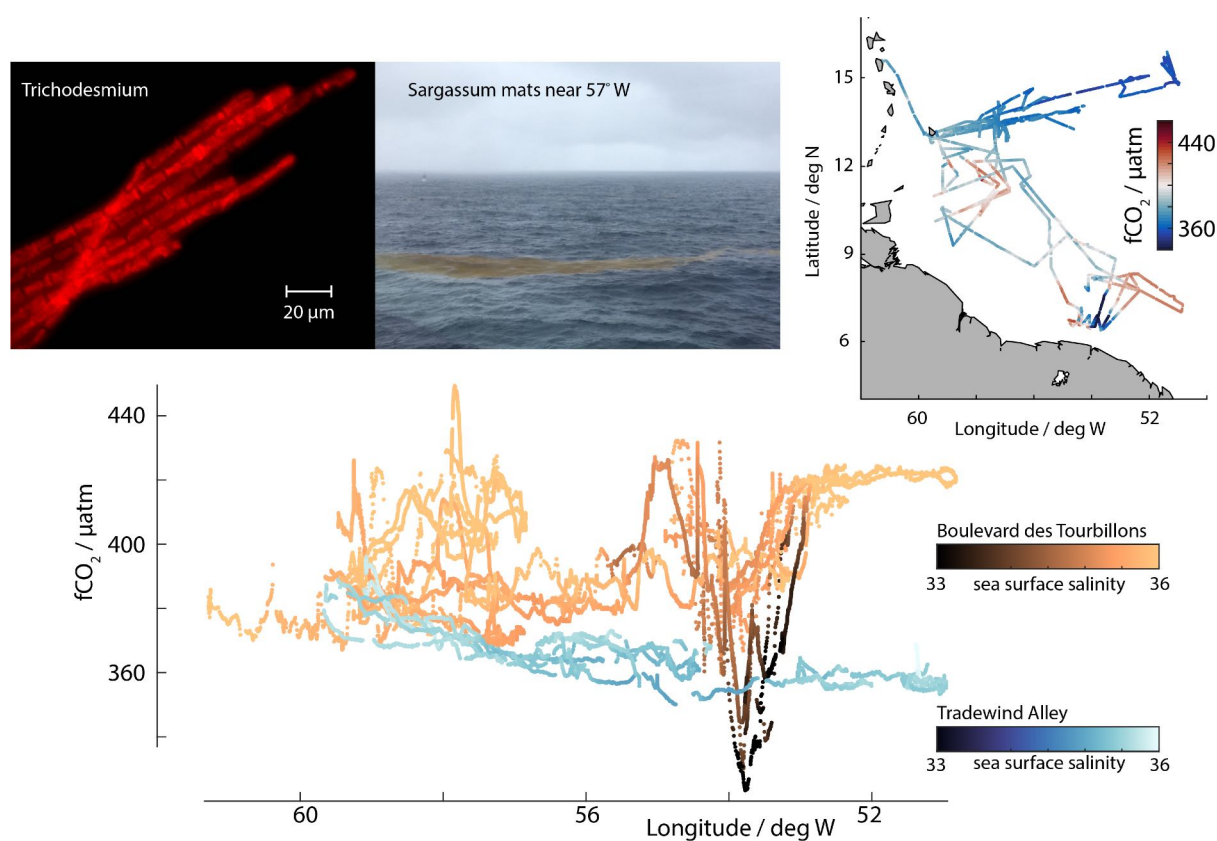 Trichodesmium
20 µm
Sargassum mats near 57° W
15
12
9
6
Latitude / deg N
60
52
Longitude / deg W
fCO2 / µatm
440
360
440
400
360
fCO2 / µatm
60
56
52
Longitude / deg W
Boulevard des Tourbillons
33 sea surface salinity 36
Tradewind Alley
33 sea surface salinity 36